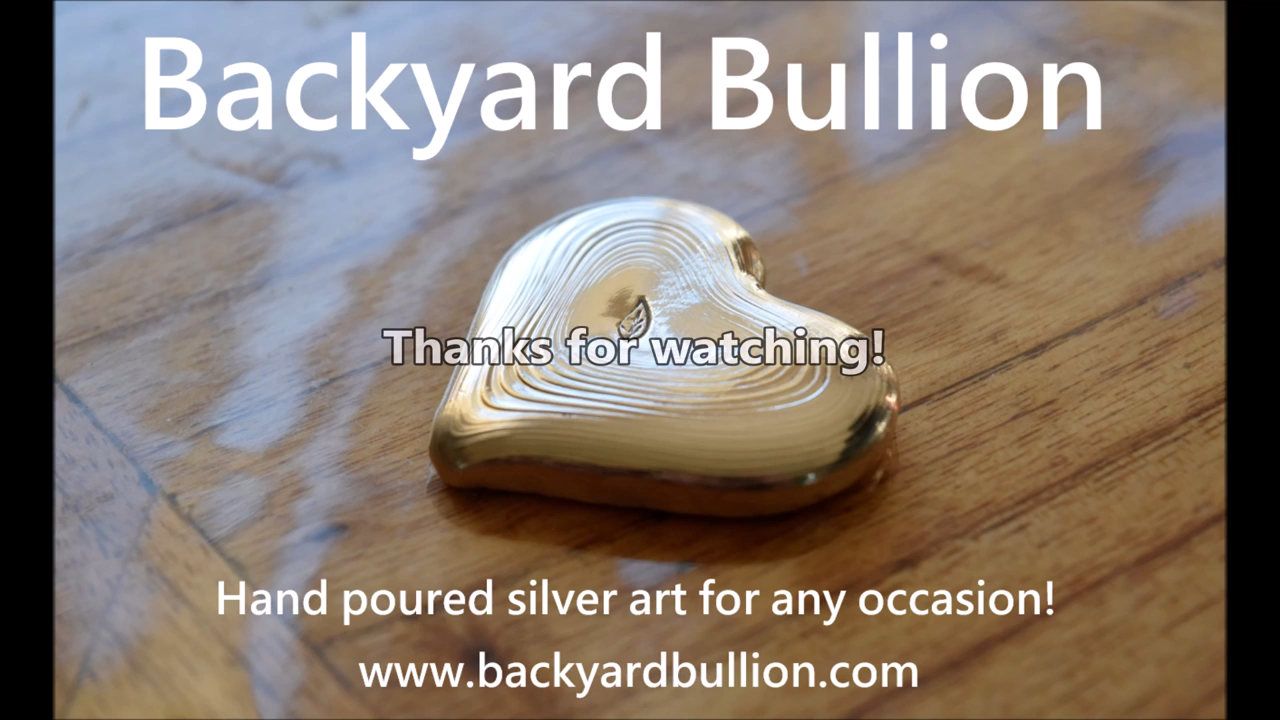 Backyard Bullion
Thanks for watching!
Hand poured silver art for any occasion!
www.backyardbullion.com